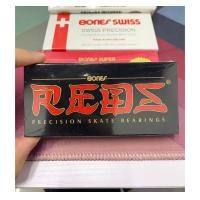 BONES SWISS
SWISS PRECISION
BONES SUPER
BONES
REDS
PRECISION SKATE BEARINGS